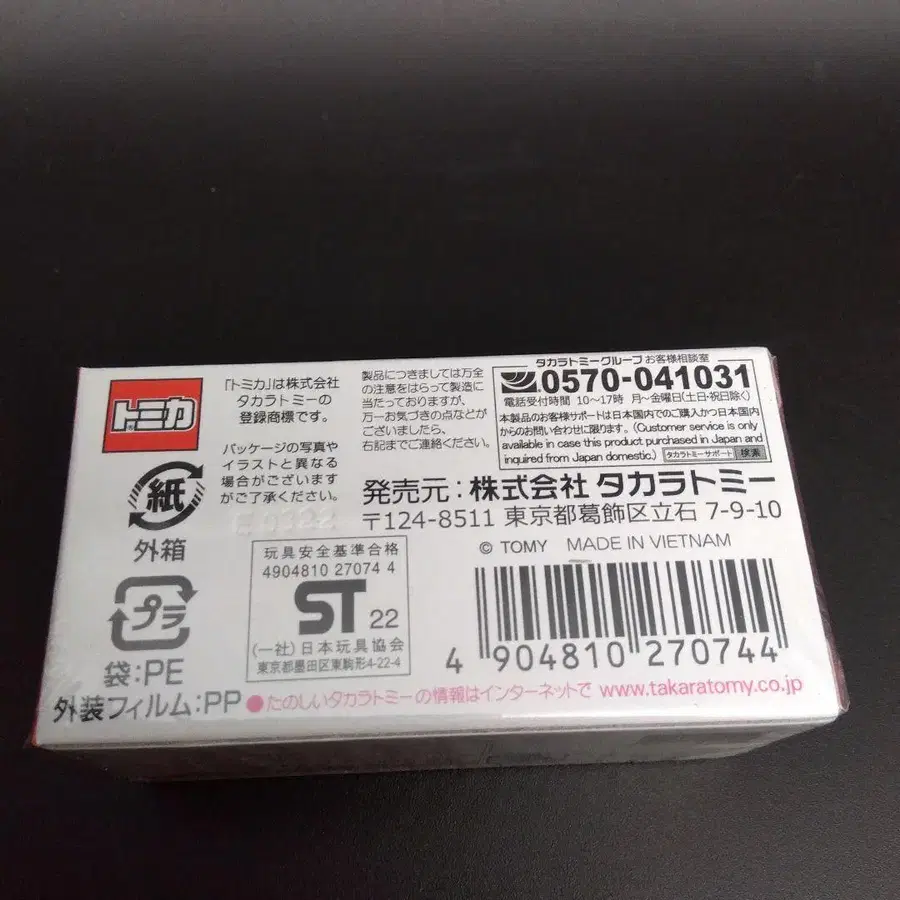 トミカ
®
「トミカ」は株式会社
タカラトミーの
登録商標です。
パッケージの写真や
イラストと異なる
場合がございます
がご了承ください。
製品につきましては万全
の注意をはらって製造に
当たっておりますが、
万一お気づきの点などが
ございましたら、
右記までご連絡ください。
タカラトミーグループ お客様相談室
0570-041031
電話受付時間 10〜17時 月〜金曜日(土日・祝日除く)
本製品のお客様サポートは日本国内でのご購入かつ日本国内
からのお問い合わせに限ります。(Customer service is only
available in case this product purchased in Japan and
inquired from Japan domestic.) タカラトミーサポート 検索
紙
外箱
発売元:株式会社 タカラトミー
〒124-8511 東京都葛飾区立石 7-9-10
© TOMY MADE IN VIETNAM
プラ
袋:PE
外装フィルム:PP
玩具安全基準合格
4904810 27074 4
ST 22
(一社)日本玩具協会
東京都墨田区東駒形4-22-4
4 904810 270744
●たのしいタカラトミーの情報はインターネットで www.takaratomy.co.jp